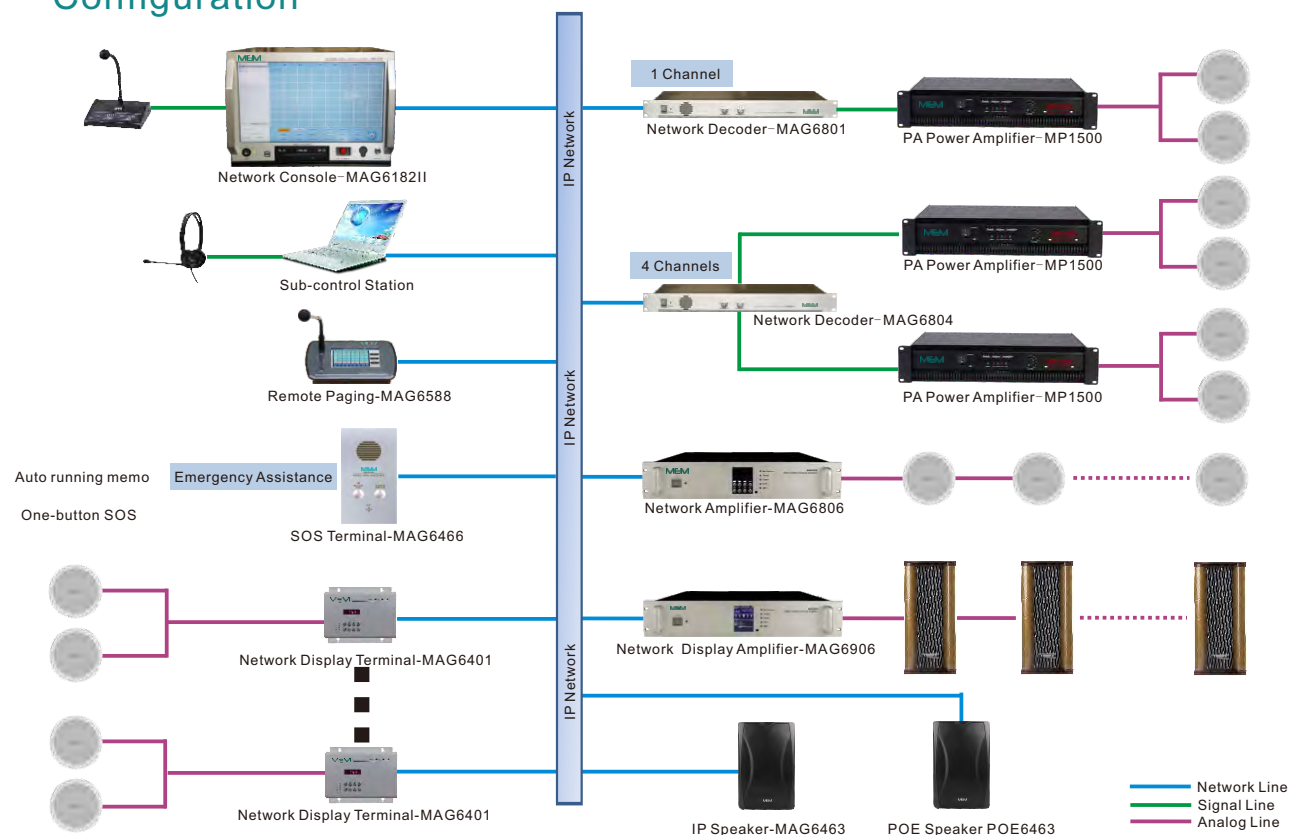 Configuration
1 Channel
IP Network
Network Decoder-MAG6801
PA Power Amplifier-MP1500
Network Console-MAG6182II
4 Channels
PA Power Amplifier-MP1500
Sub-control Station
Network Decoder-MAG6804
Remote Paging-MAG6588
PA Power Amplifier-MP1500
IP Network
Auto running memo
Emergency Assistance
One-button SOS
SOS Terminal-MAG6466
Network Amplifier-MAG6806
Network Display Terminal-MAG6401
Network Display Amplifier-MAG6906
IP Network
Network Display Terminal-MAG6401
IP Speaker-MAG6463
POE Speaker POE6463
Network Line
Signal Line
Analog Line